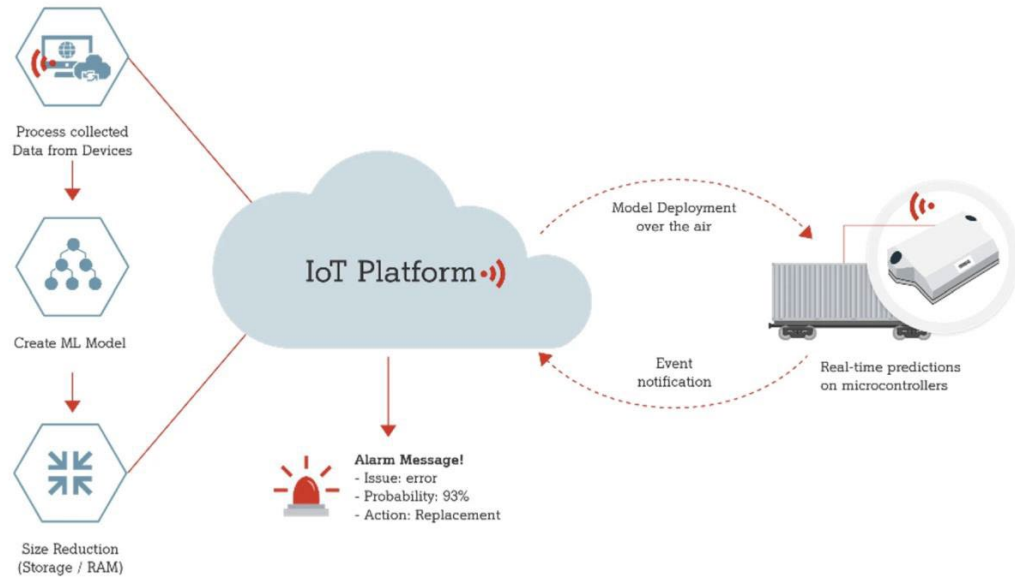 Process collected
Data from Devices
Create ML Model
Size Reduction
(Storage / RAM)
IoT Platform
Alarm Message!
- Issue: error
- Probability: 93%
- Action: Replacement
Model Deployment
over the air
Event
notification
Real-time predictions
on microcontrollers